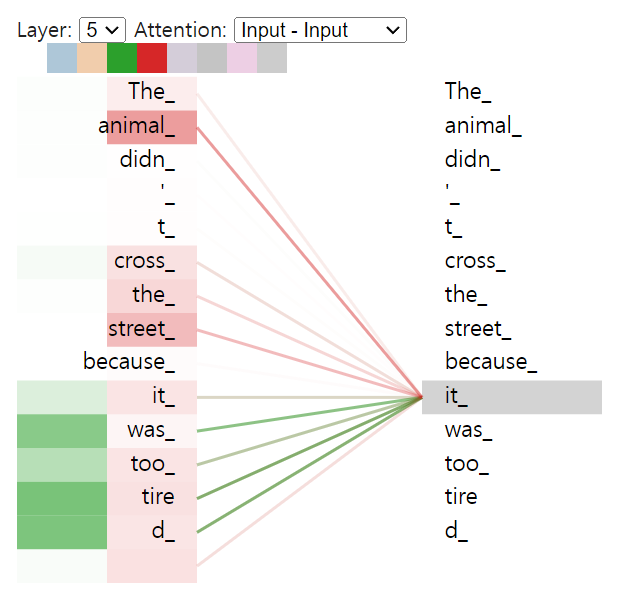 Layer: 5 Attention: Input - Input
The_ The_
animal_ animal_
didn_ didn_
'_ '_
t_ t_
cross_ cross_
the_ the_
street_ street_
because_ because_
it_ it_
was_ was_
too_ too_
tire tire
d_ d_